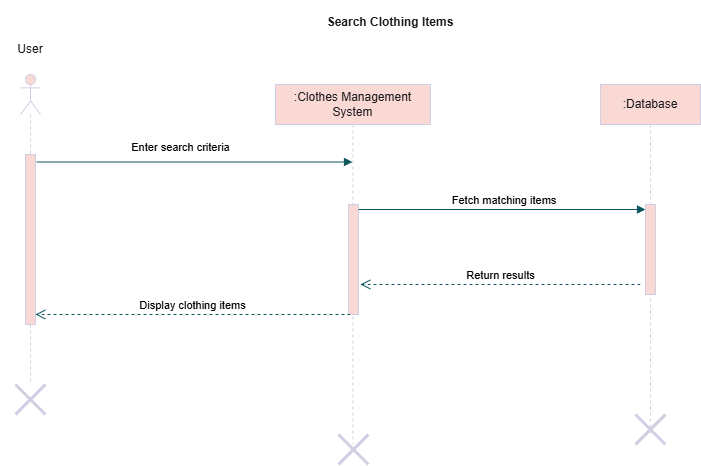 Search Clothing Items
User
:Clothes Management
System
:Database
Enter search criteria
Fetch matching items
Return results
Display clothing items